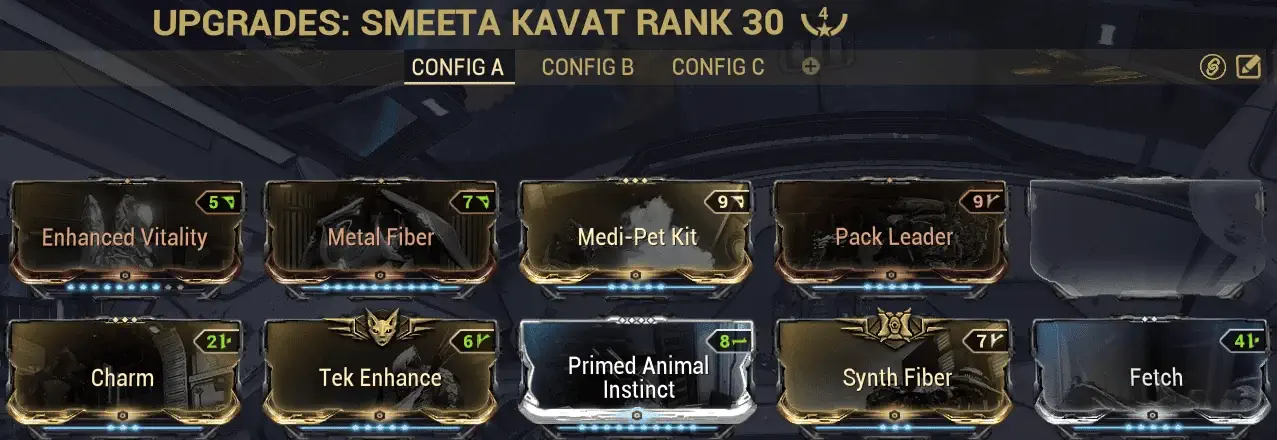 UPGRADES: SMEETA KAVAT RANK 30 4
CONFIG A CONFIG B CONFIG C
5 7 9 9
Enhanced Vitality Metal Fiber Medi-Pet Kit Pack Leader
21 6 8 7 41
Charm Tek Enhance Primed Animal Instinct Synth Fiber Fetch